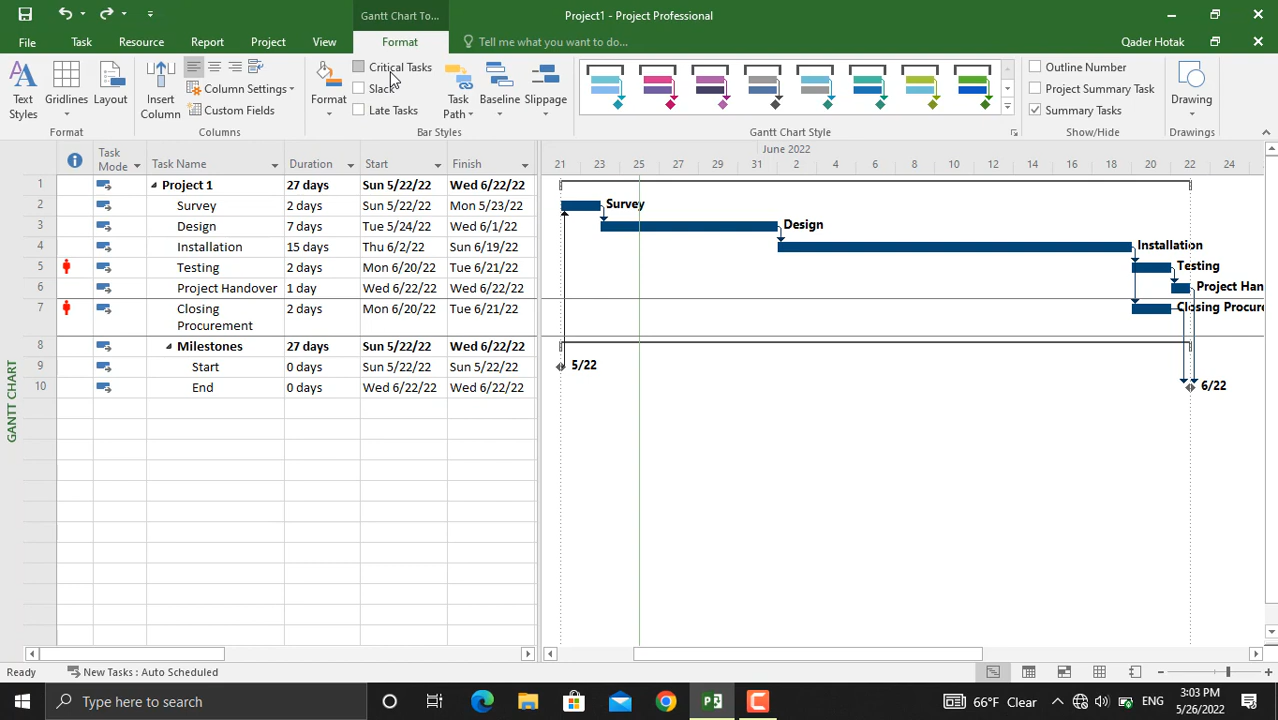 Gantt Chart To...
Project1 - Project Professional
File
Task
Resource
Report
Project
View
Format
Tell me what you want to do...
Qader Hotak
Text Styles
Gridlines
Layout
Insert Column
Column Settings
Custom Fields
Format
Critical Tasks
Slack
Late Tasks
Task Path
Baseline
Slippage
Outline Number
Project Summary Task
Summary Tasks
Drawing
Format
Columns
Bar Styles
Gantt Chart Style
Show/Hide
Drawings
Task Mode
Task Name
Duration
Start
Finish
June 2022
21 23 25 27 29 31 2 4 6 8 10 12 14 16 18 20 22 24
1 Project 1 27 days Sun 5/22/22 Wed 6/22/22
2 Survey 2 days Sun 5/22/22 Mon 5/23/22 Survey
3 Design 7 days Tue 5/24/22 Wed 6/1/22 Design
4 Installation 15 days Thu 6/2/22 Sun 6/19/22 Installation
5 Testing 2 days Mon 6/20/22 Tue 6/21/22 Testing
6 Project Handover 1 day Wed 6/22/22 Wed 6/22/22 Project Han
7 Closing Procurement 2 days Mon 6/20/22 Tue 6/21/22 Closing Procure
8 Milestones 27 days Sun 5/22/22 Wed 6/22/22
9 Start 0 days Sun 5/22/22 Sun 5/22/22 5/22
10 End 0 days Wed 6/22/22 Wed 6/22/22 6/22
GANTT CHART
Ready
New Tasks : Auto Scheduled
Type here to search
66°F Clear
ENG
3:03 PM
5/26/2022